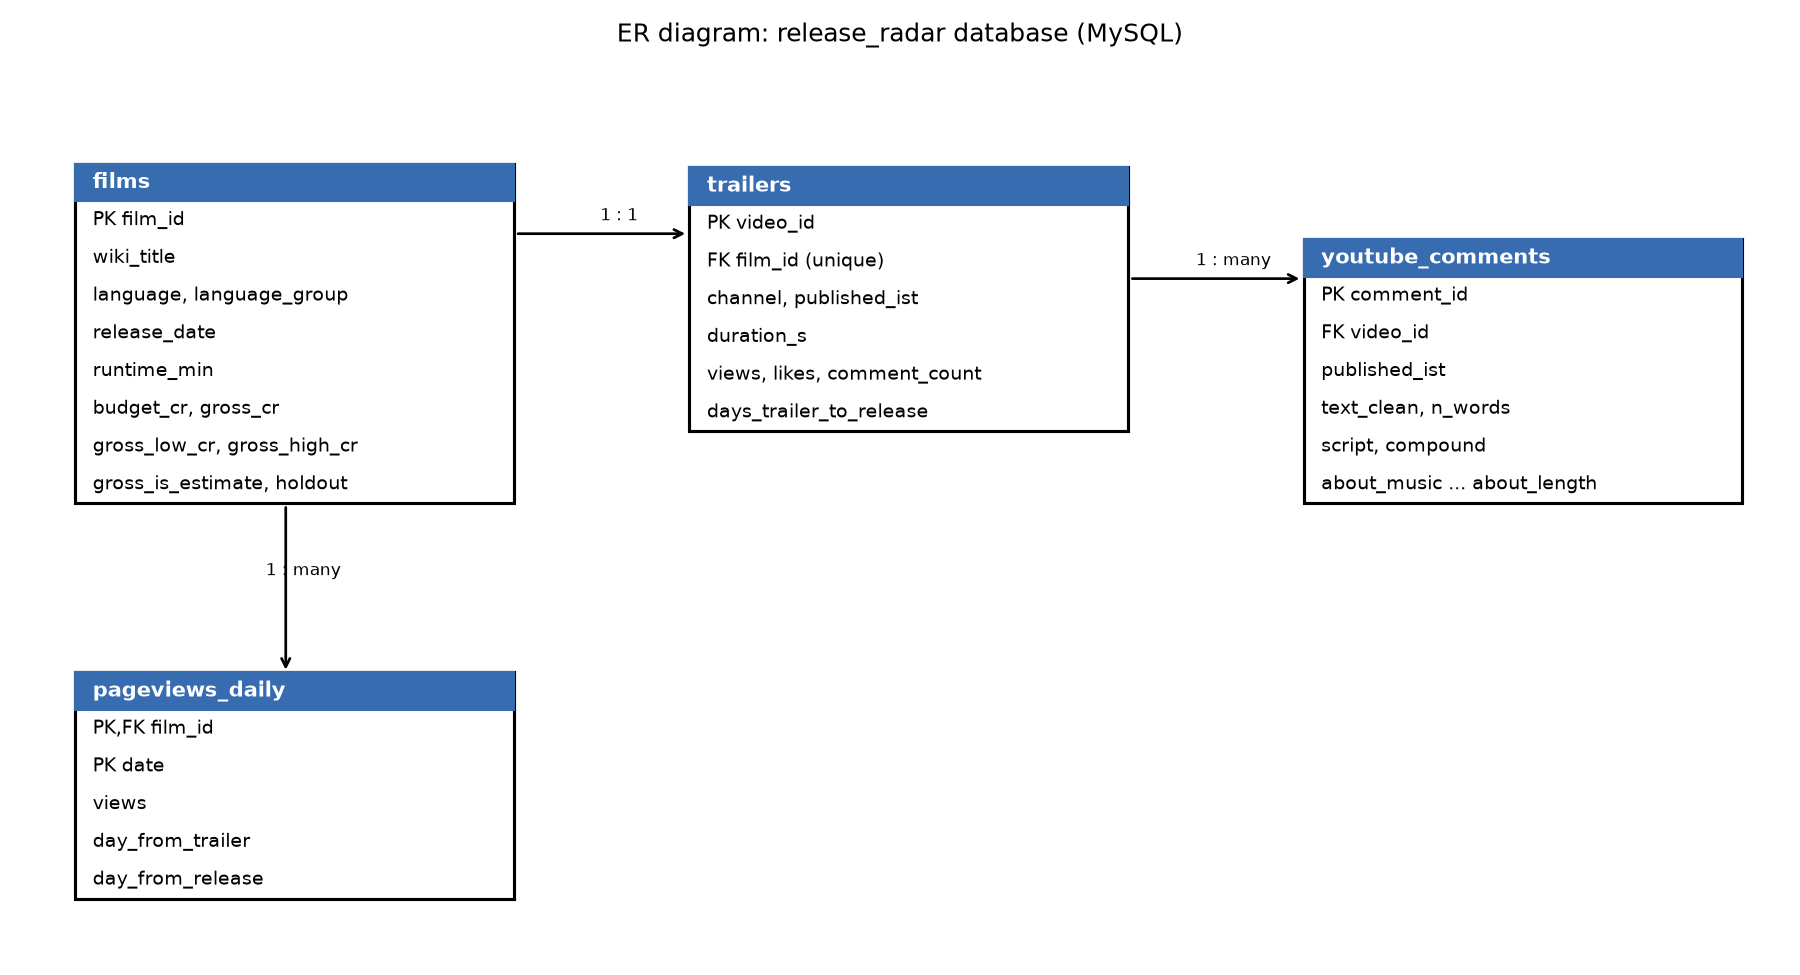 ER diagram: release_radar database (MySQL)
films
PK film_id
wiki_title
language, language_group
release_date
runtime_min
budget_cr, gross_cr
gross_low_cr, gross_high_cr
gross_is_estimate, holdout
1 : 1
trailers
PK video_id
FK film_id (unique)
channel, published_ist
duration_s
views, likes, comment_count
days_trailer_to_release
1 : many
youtube_comments
PK comment_id
FK video_id
published_ist
text_clean, n_words
script, compound
about_music ... about_length
1 : many
pageviews_daily
PK,FK film_id
PK date
views
day_from_trailer
day_from_release